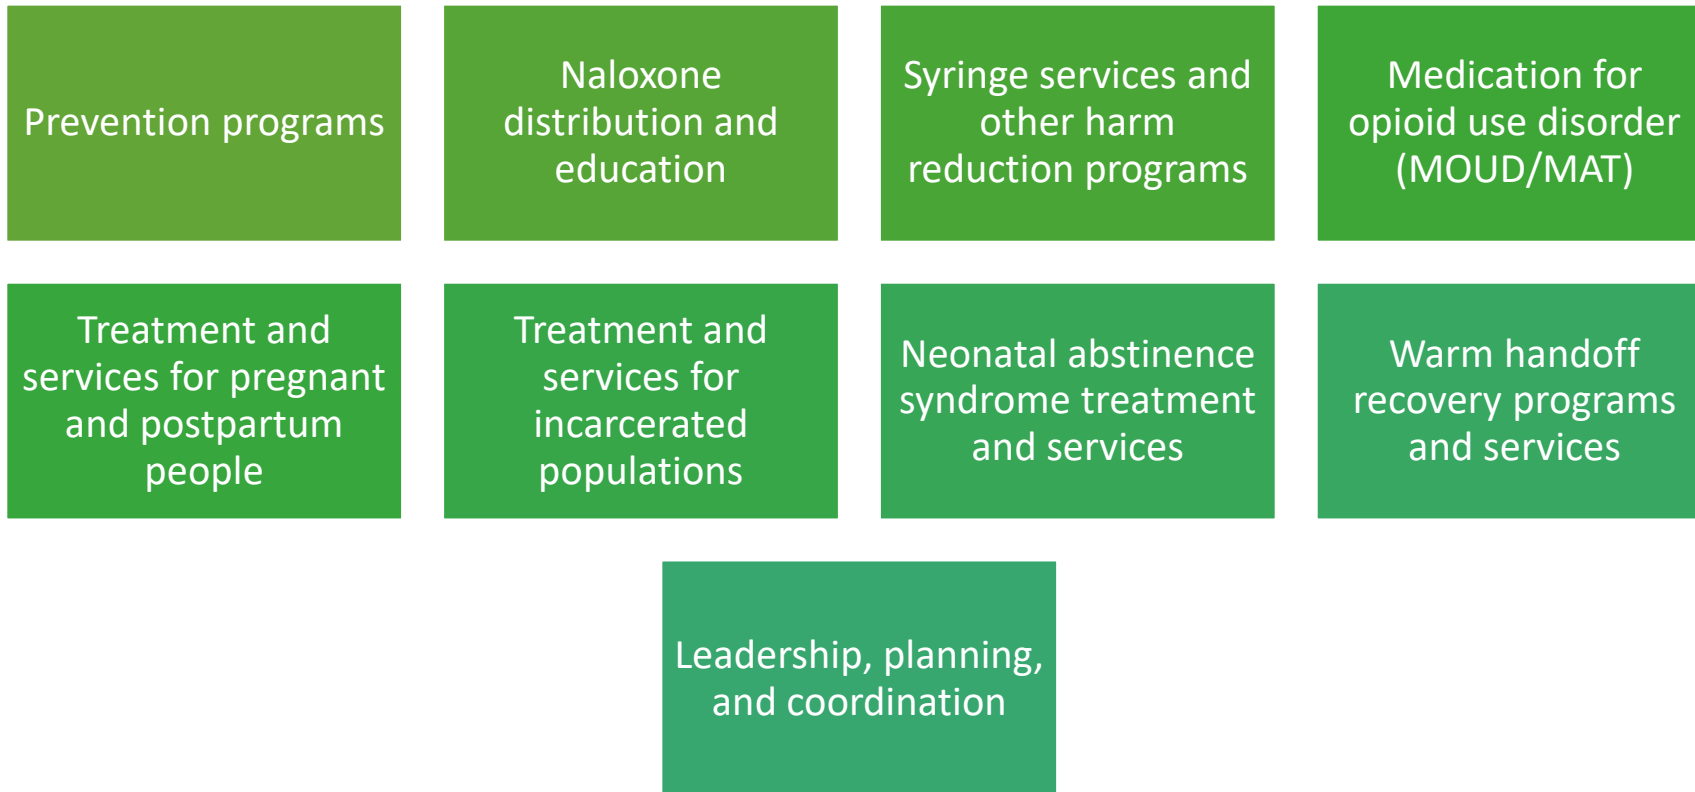 Prevention programs
Naloxone
distribution and
education
Syringe services and
other harm
reduction programs
Medication for
opioid use disorder
(MOUD/MAT)
Treatment and
services for pregnant
and postpartum
people
Treatment and
services for
incarcerated
populations
Neonatal abstinence
syndrome treatment
and services
Warm handoff
recovery programs
and services
Leadership, planning,
and coordination